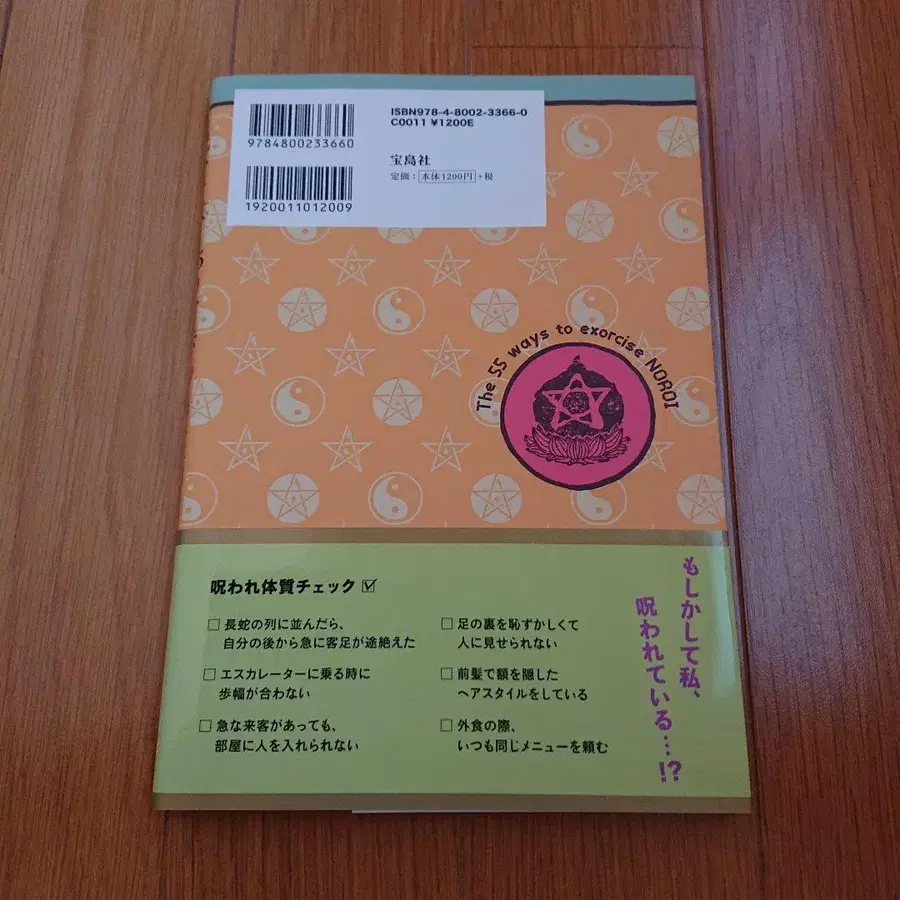 ISBN978-4-8002-3366-0
C0011 ¥1200E
9784800233660
宝島社
定価：本体1200円+税
1920011012009
The 55 ways to exorcise NOROI
呪われ体質チェック ☑
□ 長蛇の列に並んだら、
自分の後から急に客足が途絶えた
□ エスカレーターに乗る時に
歩幅が合わない
□ 急な来客があっても、
部屋に人を入れられない
□ 足の裏を恥ずかしくて
人に見せられない
□ 前髪で額を隠した
ヘアスタイルをしている
□ 外食の際、
いつも同じメニューを頼む
もしかして私、
呪われている…!?